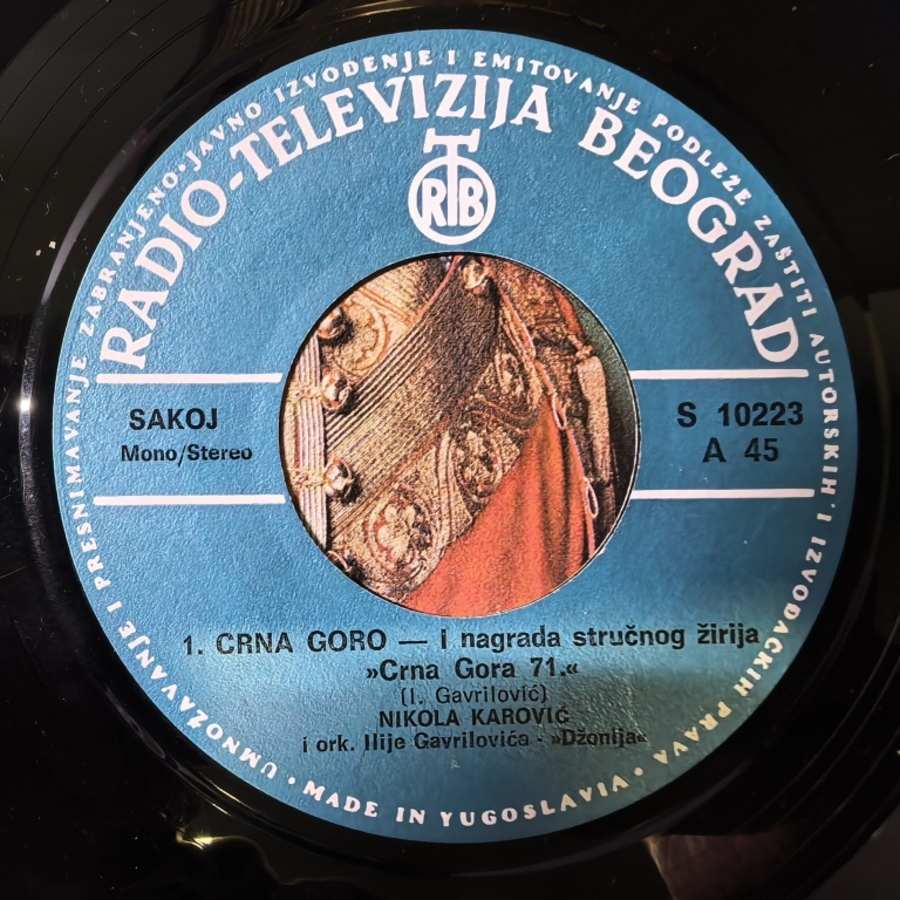 UMNOŽAVANJE I PRESNIMAVANJE ZABRANJENO·JAVNO IZVOĐENJE I EMITOVANJE PODLEŽE ZAŠTITI AUTORSKIH I IZVOĐAČKIH PRAVA ·
RADIO-TELEVIZIJA BEOGRAD
RTB
SAKOJ
Mono/Stereo
S 10223
A 45
1. CRNA GORO — I nagrada stručnog žirija
»Crna Gora 71.«
(I. Gavrilović)
NIKOLA KAROVIĆ
i ork. Ilije Gavrilovića - »Džonija«
· MADE IN YUGOSLAVIA ·